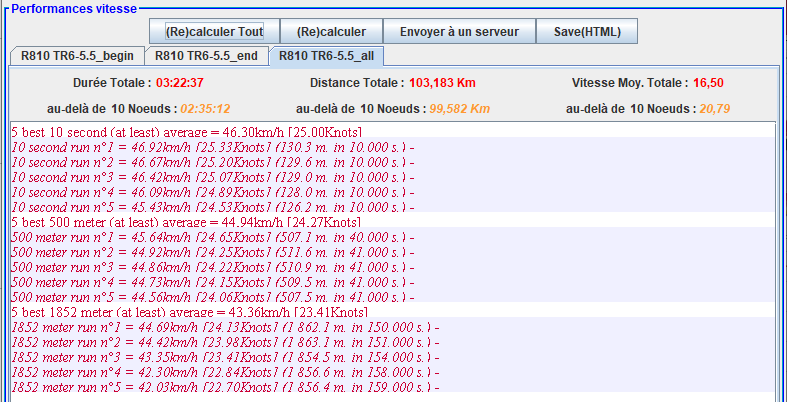 Performances vitesse
(Re)calculer Tout (Re)calculer Envoyer à un serveur Save(HTML)
R810 TR6-5.5_begin R810 TR6-5.5_end R810 TR6-5.5_all
Durée Totale : 03:22:37 Distance Totale : 103,183 Km Vitesse Moy. Totale : 16,50
au-delà de 10 Noeuds : 02:35:12 au-delà de 10 Noeuds : 99,582 Km au-delà de 10 Noeuds : 20,79
5 best 10 second (at least) average = 46.30km/h [25.00Knots]
10 second run n°1 = 46.92km/h [25.33Knots] (130.3 m. in 10.000 s.) -
10 second run n°2 = 46.67km/h [25.20Knots] (129.6 m. in 10.000 s.) -
10 second run n°3 = 46.42km/h [25.07Knots] (129.0 m. in 10.000 s.) -
10 second run n°4 = 46.09km/h [24.89Knots] (128.0 m. in 10.000 s.) -
10 second run n°5 = 45.43km/h [24.53Knots] (126.2 m. in 10.000 s.) -
5 best 500 meter (at least) average = 44.94km/h [24.27Knots]
500 meter run n°1 = 45.64km/h [24.65Knots] (507.1 m. in 40.000 s.) -
500 meter run n°2 = 44.92km/h [24.25Knots] (511.6 m. in 41.000 s.) -
500 meter run n°3 = 44.86km/h [24.22Knots] (510.9 m. in 41.000 s.) -
500 meter run n°4 = 44.73km/h [24.15Knots] (509.5 m. in 41.000 s.) -
500 meter run n°5 = 44.56km/h [24.06Knots] (507.5 m. in 41.000 s.) -
5 best 1852 meter (at least) average = 43.36km/h [23.41Knots]
1852 meter run n°1 = 44.69km/h [24.13Knots] (1 862.1 m. in 150.000 s.) -
1852 meter run n°2 = 44.42km/h [23.98Knots] (1 863.1 m. in 151.000 s.) -
1852 meter run n°3 = 43.35km/h [23.41Knots] (1 854.5 m. in 154.000 s.) -
1852 meter run n°4 = 42.30km/h [22.84Knots] (1 856.6 m. in 158.000 s.) -
1852 meter run n°5 = 42.03km/h [22.70Knots] (1 856.4 m. in 159.000 s.) -